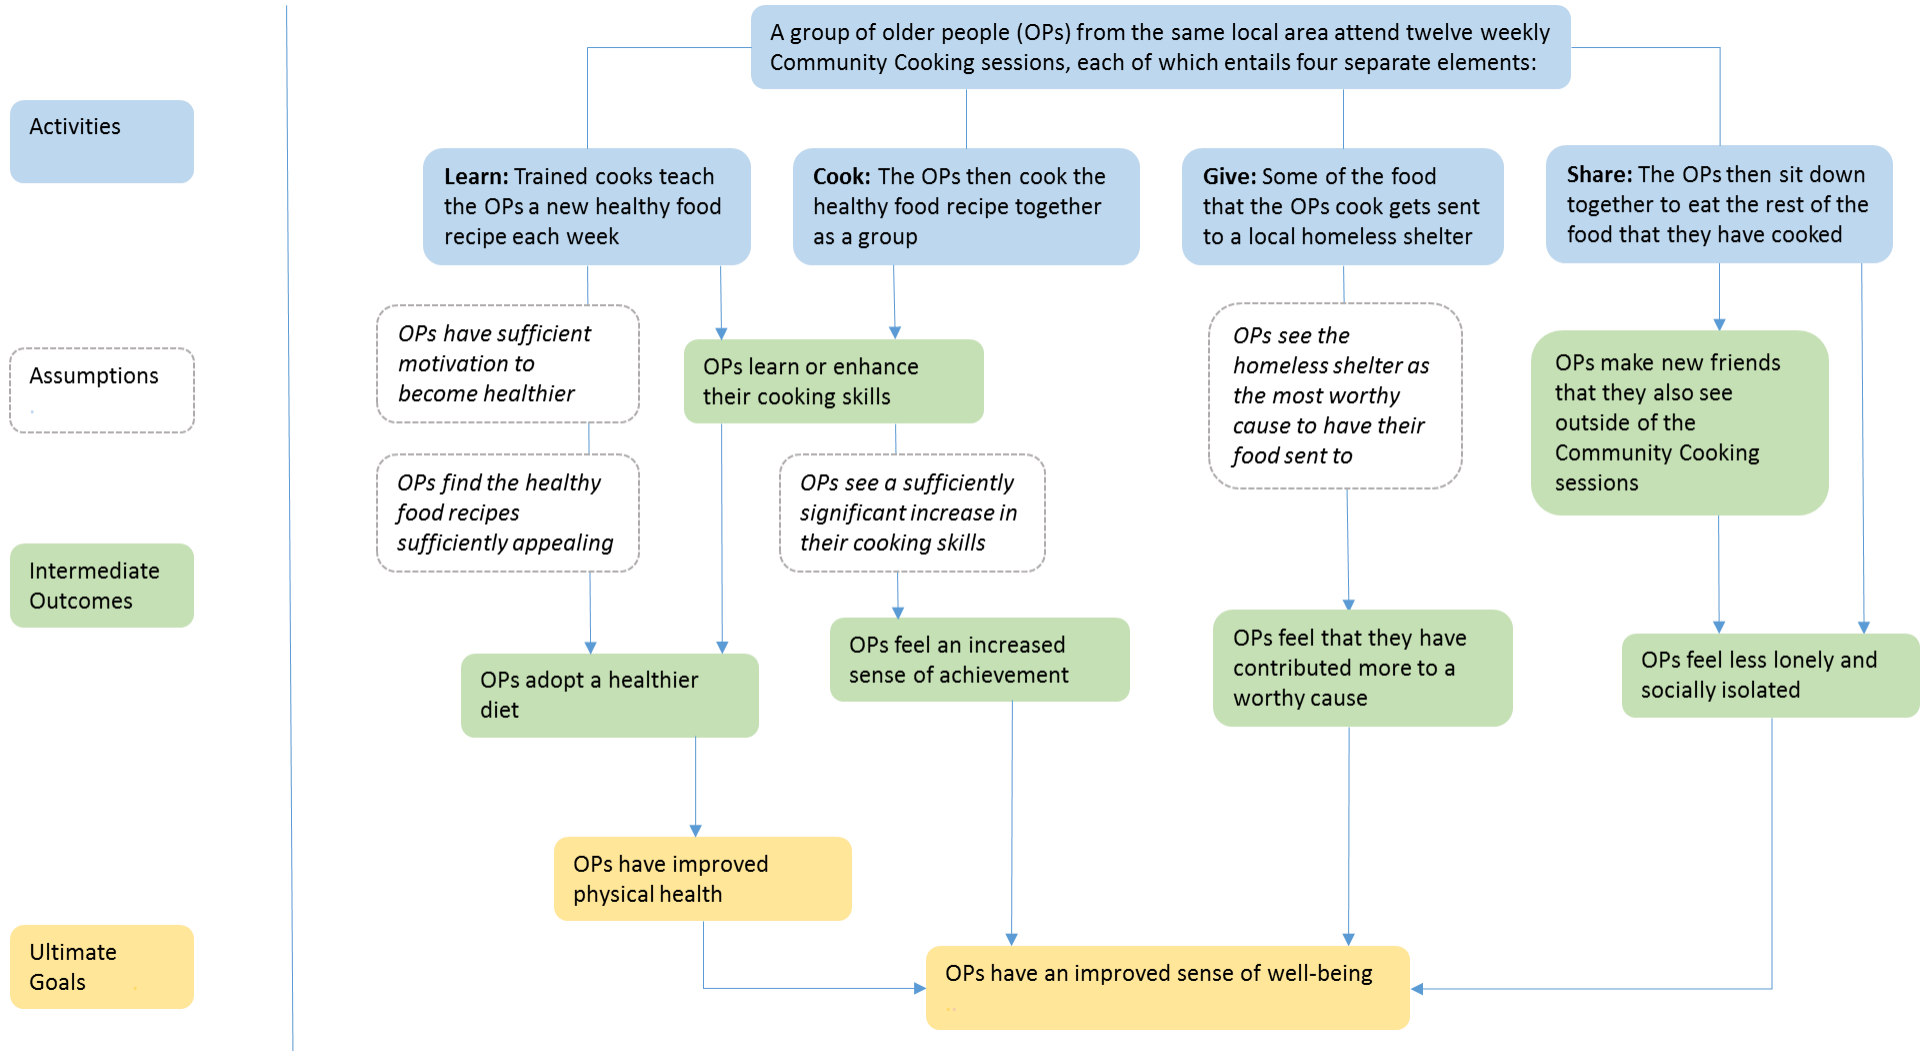 A group of older people (OPs) from the same local area attend twelve weekly
Community Cooking sessions, each of which entails four separate elements:
Activities
Learn: Trained cooks teach
the OPs a new healthy food
recipe each week
Cook: The OPs then cook the
healthy food recipe together
as a group
Give: Some of the food
that the OPs cook gets sent
to a local homeless shelter
Share: The OPs then sit down
together to eat the rest of the
food that they have cooked
Assumptions
OPs have sufficient
motivation to
become healthier
OPs learn or enhance
their cooking skills
OPs see the
homeless shelter as
the most worthy
cause to have their
food sent to
OPs make new friends
that they also see
outside of the
Community Cooking
sessions
OPs find the healthy
food recipes
sufficiently appealing
OPs see a sufficiently
significant increase in
their cooking skills
Intermediate
Outcomes
OPs adopt a healthier
diet
OPs feel an increased
sense of achievement
OPs feel that they have
contributed more to a
worthy cause
OPs feel less lonely and
socially isolated
OPs have improved
physical health
Ultimate
Goals
OPs have an improved sense of well-being